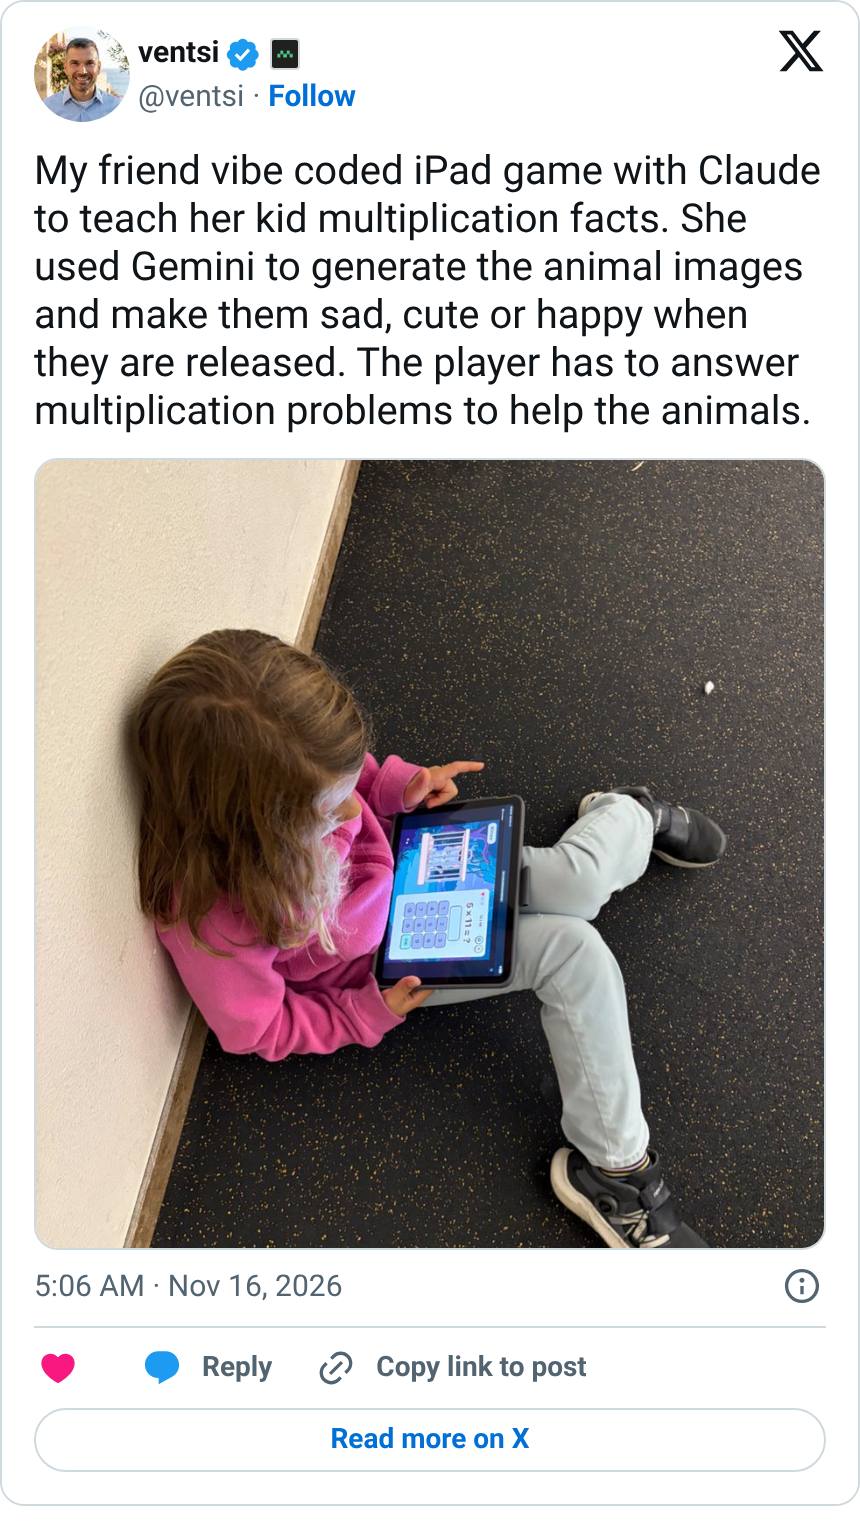 ventsi
@ventsi · Follow
My friend vibe coded iPad game with Claude
to teach her kid multiplication facts. She
used Gemini to generate the animal images
and make them sad, cute or happy when
they are released. The player has to answer
multiplication problems to help the animals.
6×11=?
5:06 AM · Nov 16, 2026
Reply
Copy link to post
Read more on X